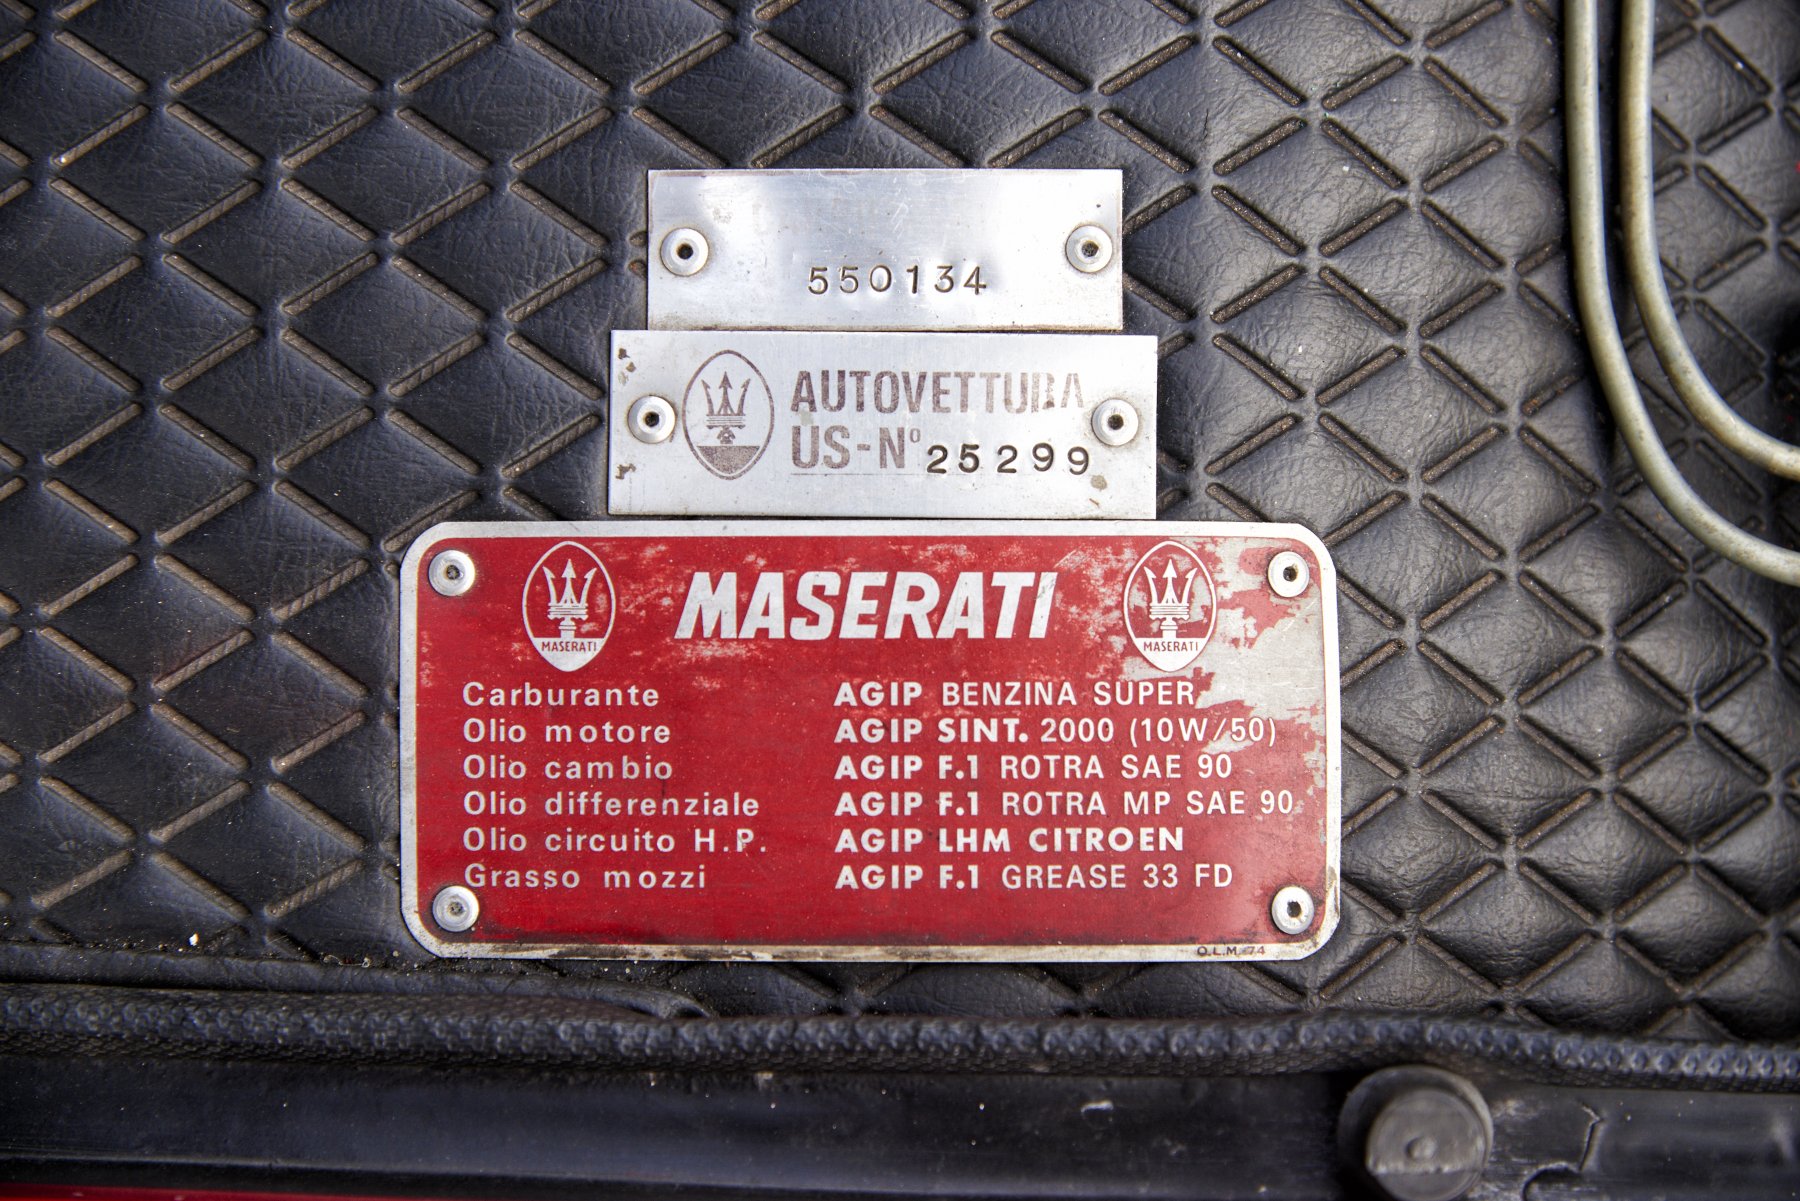 550134
AUTOVETTURA
US-Nº 25299
MASERATI
MASERATI
MASERATI
Carburante AGIP BENZINA SUPER
Olio motore AGIP SINT. 2000 (10W/50)
Olio cambio AGIP F.1 ROTRA SAE 90
Olio differenziale AGIP F.1 ROTRA MP SAE 90
Olio circuito H.P. AGIP LHM CITROEN
Grasso mozzi AGIP F.1 GREASE 33 FD
O.L.M. 74